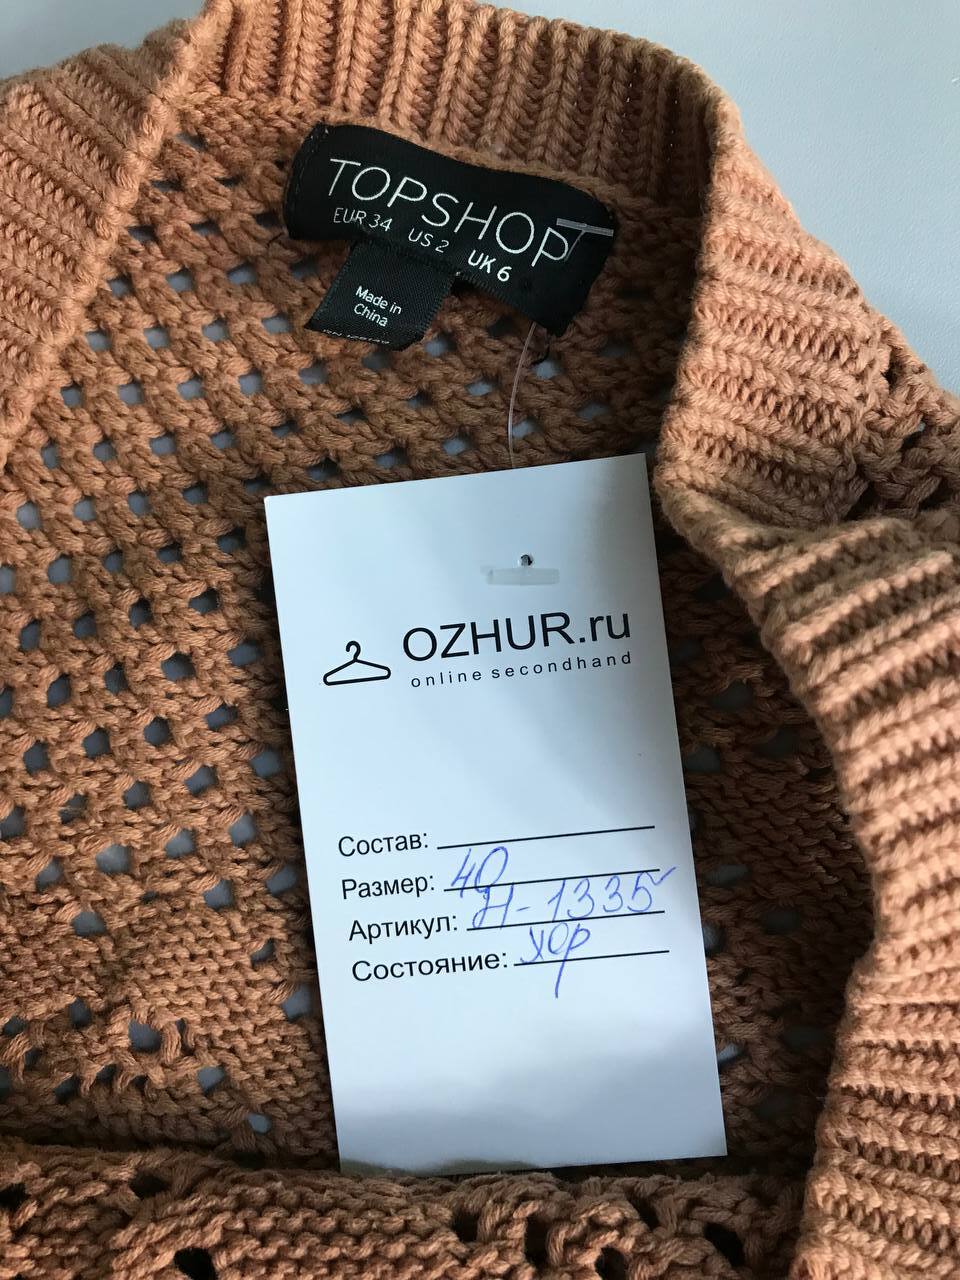 TOPSHOP
EUR 34 US 2 UK 6
Made in
China
OZHUR.ru
online secondhand
Состав:
Размер: 40
Артикул: Н-1335
Состояние: хор